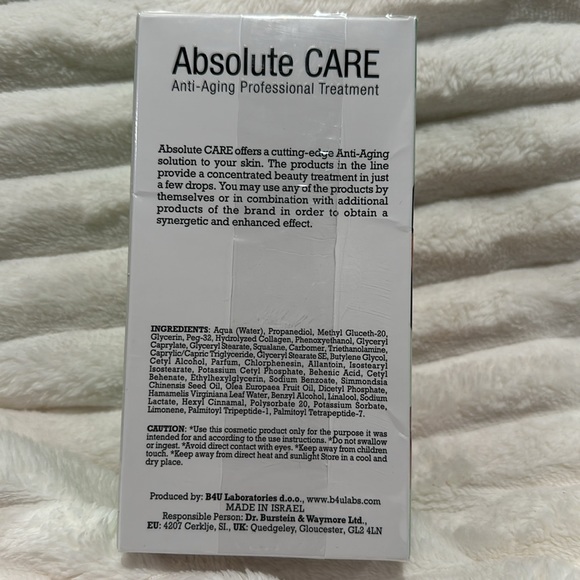 Absolute CARE
Anti-Aging Professional Treatment
Absolute CARE offers a cutting-edge Anti-Aging
solution to your skin. The products in the line
provide a concentrated beauty treatment in just
a few drops. You may use any of the products by
themselves or in combination with additional
products of the brand in order to obtain a
synergetic and enhanced effect.
INGREDIENTS: Aqua (Water), Propanediol, Methyl Gluceth-20,
Glycerin, Peg-32, Hydrolyzed Collagen, Phenoxyethanol, Glyceryl
Caprylate, Glyceryl Stearate, Squalane, Carbomer, Triethanolamine,
Caprylic/Capric Triglyceride, Glyceryl Stearate SE, Butylene Glycol,
Cetyl Alcohol, Parfum, Chlorphenesin, Allantoin, Isostearyl
Isostearate, Potassium Cetyl Phosphate, Behenic Acid, Cetyl
Behenate, Ethylhexylglycerin, Sodium Benzoate, Simmondsia
Chinensis Seed Oil, Olea Europaea Fruit Oil, Dicetyl Phosphate,
Hamamelis Virginiana Leaf Water, Benzyl Alcohol, Linalool, Sodium
Lactate, Hexyl Cinnamal, Polysorbate 20, Potassium Sorbate,
Limonene, Palmitoyl Tripeptide-1, Palmitoyl Tetrapeptide-7.
CAUTION: *Use this cosmetic product only for the purpose it was
intended for and according to the use instructions. *Do not swallow
or ingest. *Avoid direct contact with eyes. *Keep away from children
touch. *Keep away from direct heat and sunlight Store in a cool and
dry place.
Produced by: B4U Laboratories d.o.o., www.b4ulabs.com
MADE IN ISRAEL
Responsible Person: Dr. Burstein & Waymore Ltd.,
EU: 4207 Cerklje, SL, UK: Quedgeley, Gloucester, GL2 4LN